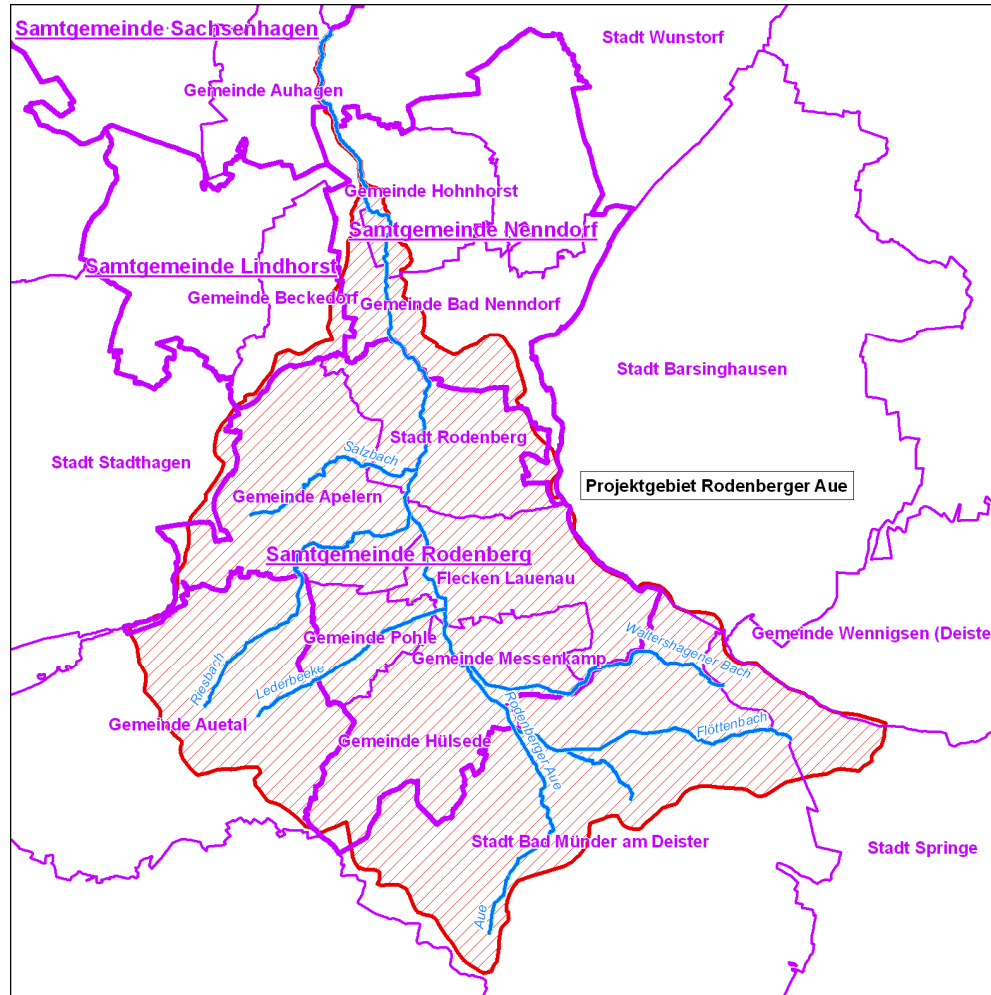 Samtgemeinde Sachsenhagen
Stadt Wunstorf
Gemeinde Auhagen
Gemeinde Hohnhorst
Samtgemeinde Nenndorf
Samtgemeinde Lindhorst
Gemeinde Beckedorf
Gemeinde Bad Nenndorf
Stadt Barsinghausen
Stadt Rodenberg
Salzbach
Stadt Stadthagen
Projektgebiet Rodenberger Aue
Gemeinde Apelern
Samtgemeinde Rodenberg
Flecken Lauenau
Gemeinde Wennigsen (Deiste
Gemeinde Pohle
Gemeinde Messenkamp
Waltershagener Bach
Riesbach
Lederbeeke
Rodenberger Aue
Flöttenbach
Gemeinde Auetal
Gemeinde Hülsede
Stadt Bad Münder am Deister
Stadt Springe
Aue